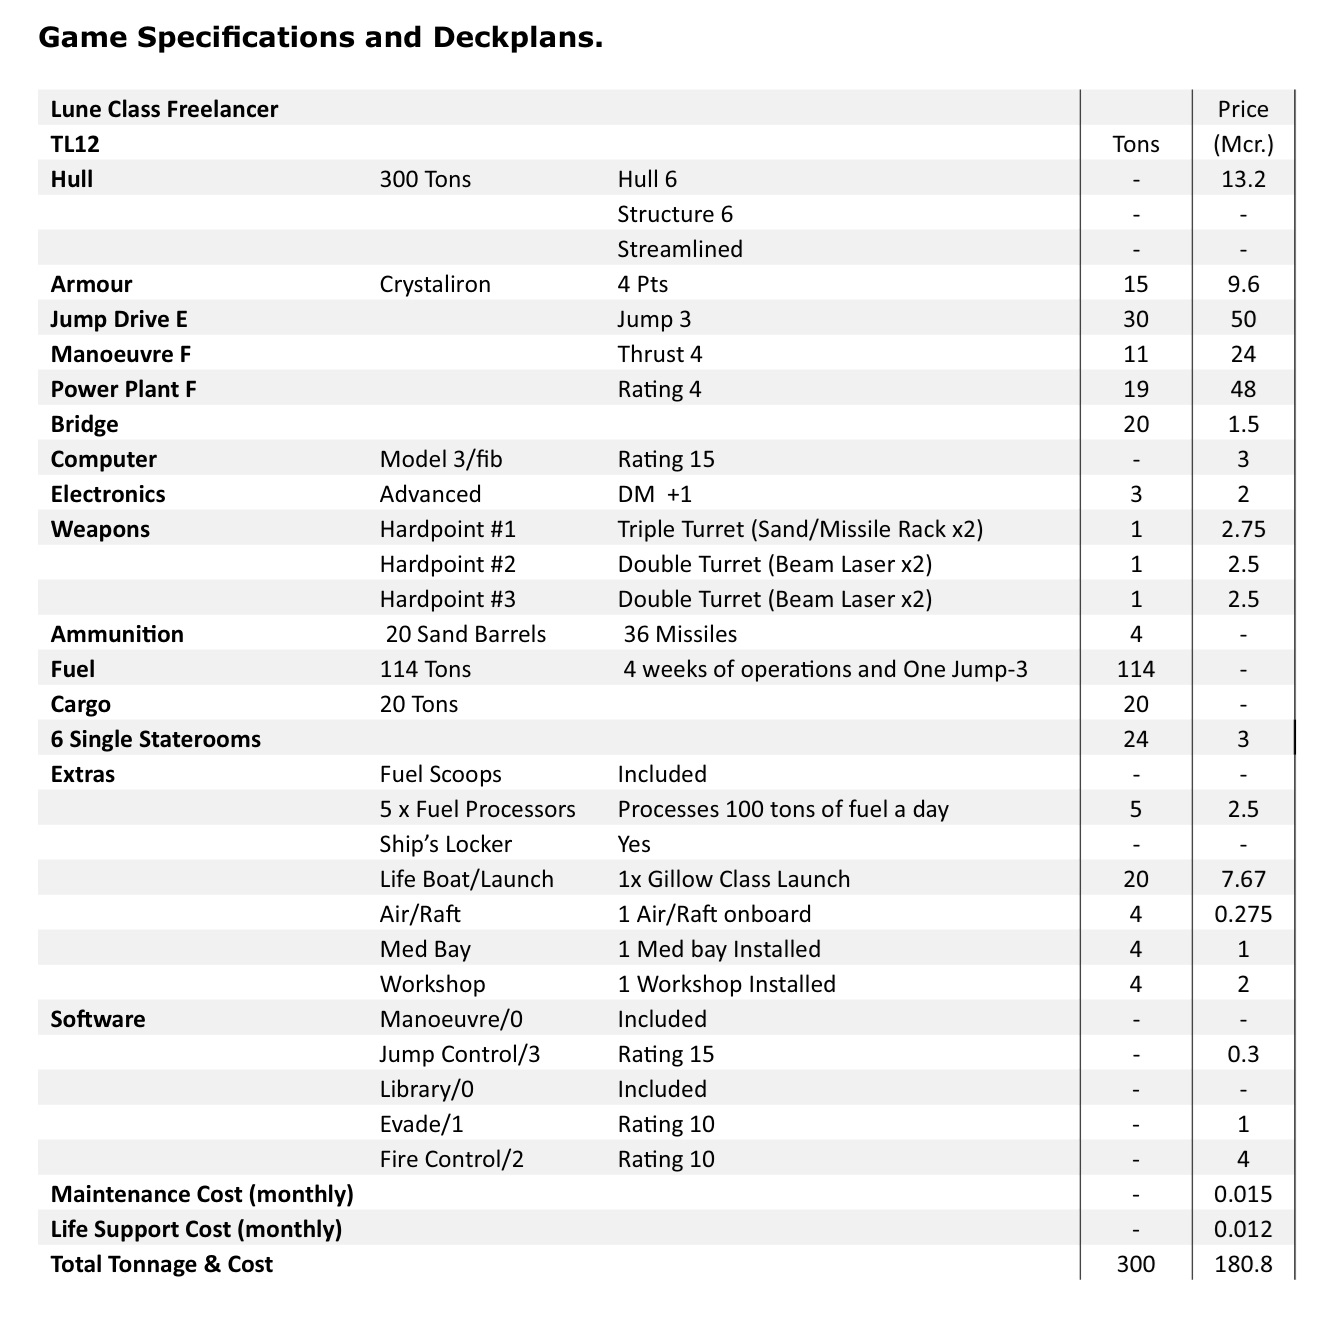 Game Specifications and Deckplans.
Lune Class Freelancer Price
TL12 Tons (Mcr.)
Hull 300 Tons Hull 6 - 13.2
Structure 6 - -
Streamlined - -
Armour Crystaliron 4 Pts 15 9.6
Jump Drive E Jump 3 30 50
Manoeuvre F Thrust 4 11 24
Power Plant F Rating 4 19 48
Bridge 20 1.5
Computer Model 3/fib Rating 15 - 3
Electronics Advanced DM +1 3 2
Weapons Hardpoint #1 Triple Turret (Sand/Missile Rack x2) 1 2.75
Hardpoint #2 Double Turret (Beam Laser x2) 1 2.5
Hardpoint #3 Double Turret (Beam Laser x2) 1 2.5
Ammunition 20 Sand Barrels 36 Missiles 4 -
Fuel 114 Tons 4 weeks of operations and One Jump-3 114 -
Cargo 20 Tons 20 -
6 Single Staterooms 24 3
Extras Fuel Scoops Included - -
5 x Fuel Processors Processes 100 tons of fuel a day 5 2.5
Ship's Locker Yes - -
Life Boat/Launch 1x Gillow Class Launch 20 7.67
Air/Raft 1 Air/Raft onboard 4 0.275
Med Bay 1 Med bay Installed 4 1
Workshop 1 Workshop Installed 4 2
Software Manoeuvre/0 Included - -
Jump Control/3 Rating 15 - 0.3
Library/0 Included - -
Evade/1 Rating 10 - 1
Fire Control/2 Rating 10 - 4
Maintenance Cost (monthly) - 0.015
Life Support Cost (monthly) - 0.012
Total Tonnage & Cost 300 180.8